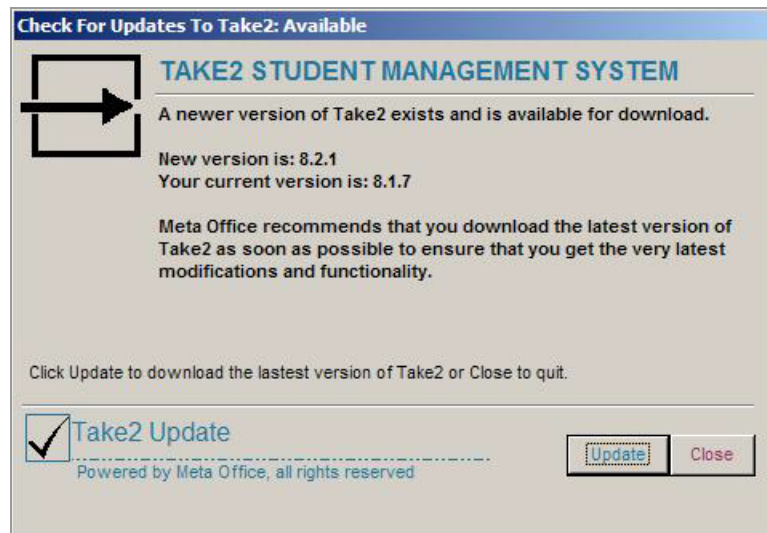 Check For Updates To Take2: Available
TAKE2 STUDENT MANAGEMENT SYSTEM
A newer version of Take2 exists and is available for download.
New version is: 8.2.1
Your current version is: 8.1.7
Meta Office recommends that you download the latest version of
Take2 as soon as possible to ensure that you get the very latest
modifications and functionality.
Click Update to download the lastest version of Take2 or Close to quit.
Take2 Update
Powered by Meta Office, all rights reserved
Update Close